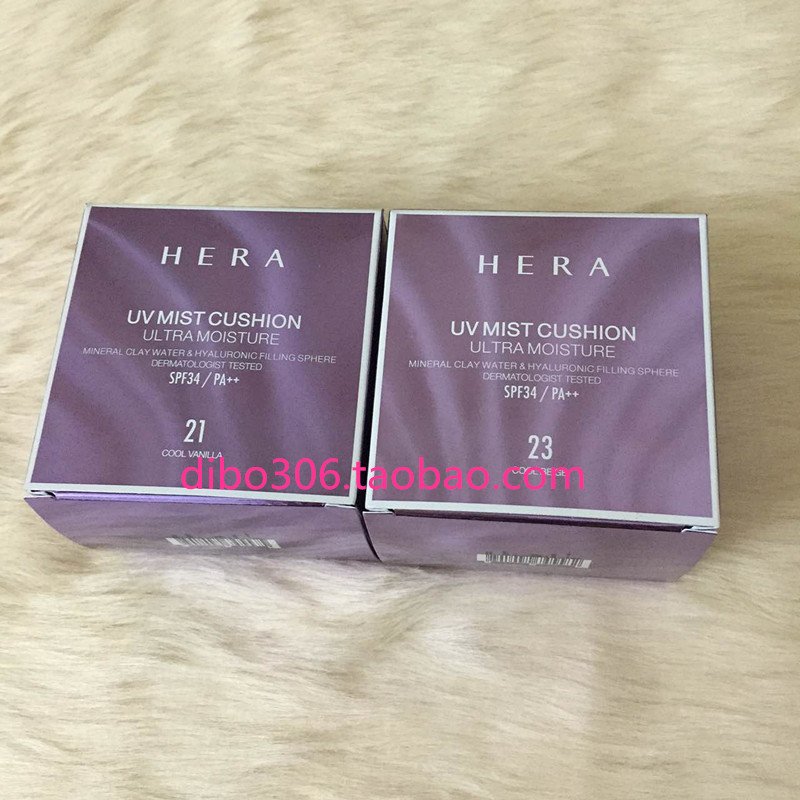 HERA
UV MIST CUSHION
ULTRA MOISTURE
MINERAL CLAY WATER & HYALURONIC FILLING SPHERE
DERMATOLOGIST TESTED
SPF34 / PA++
21
COOL VANILLA
HERA
UV MIST CUSHION
ULTRA MOISTURE
MINERAL CLAY WATER & HYALURONIC FILLING SPHERE
DERMATOLOGIST TESTED
SPF34 / PA++
23
COOL BEIGE
dibo306.taobao.com